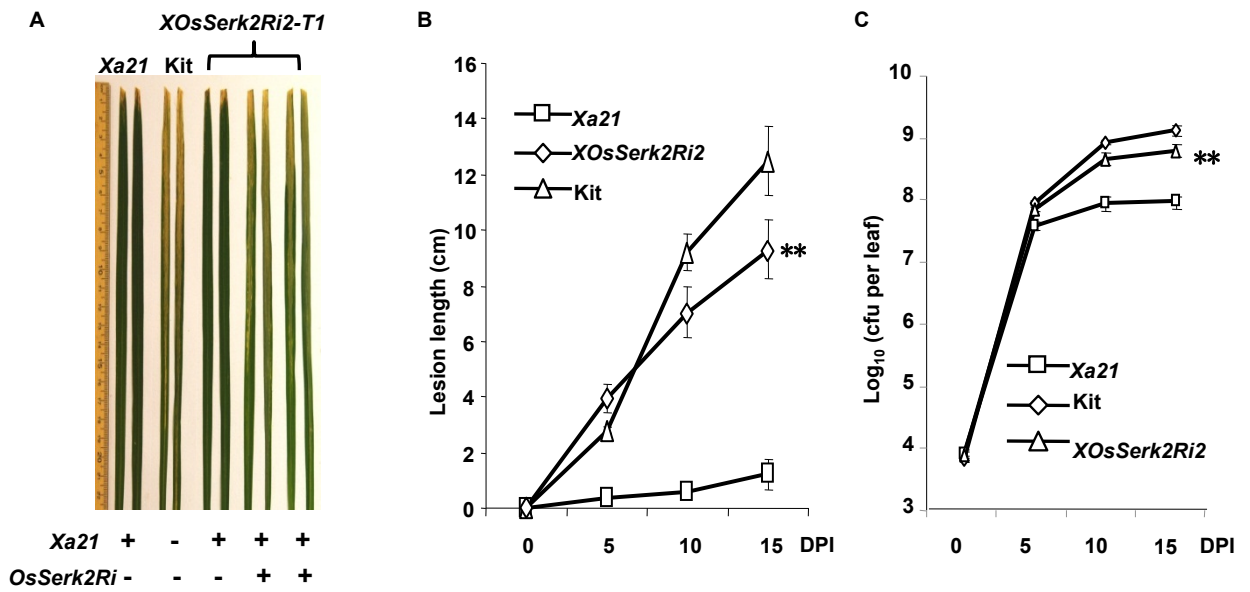 A
XOsSerk2Ri2-T1
Xa21 Kit
Xa21 + - + + +
OsSerk2Ri - - - + +
B
16
14
12
10
8
6
4
2
0
Lesion length (cm)
Xa21
XOsSerk2Ri2
Kit
**
0 5 10 15 DPI
C
10
9
8
7
6
5
4
3
Log10 (cfu per leaf)
**
Xa21
Kit
XOsSerk2Ri2
0 5 10 15 DPI